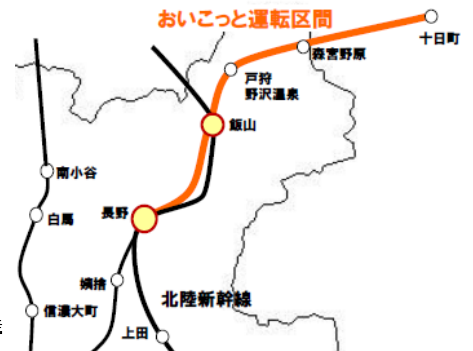 おいこっと運転区間
十日町
森宮野原
戸狩
野沢温泉
飯山
南小谷
長野
白馬
姨捨
北陸新幹線
信濃大町
上田